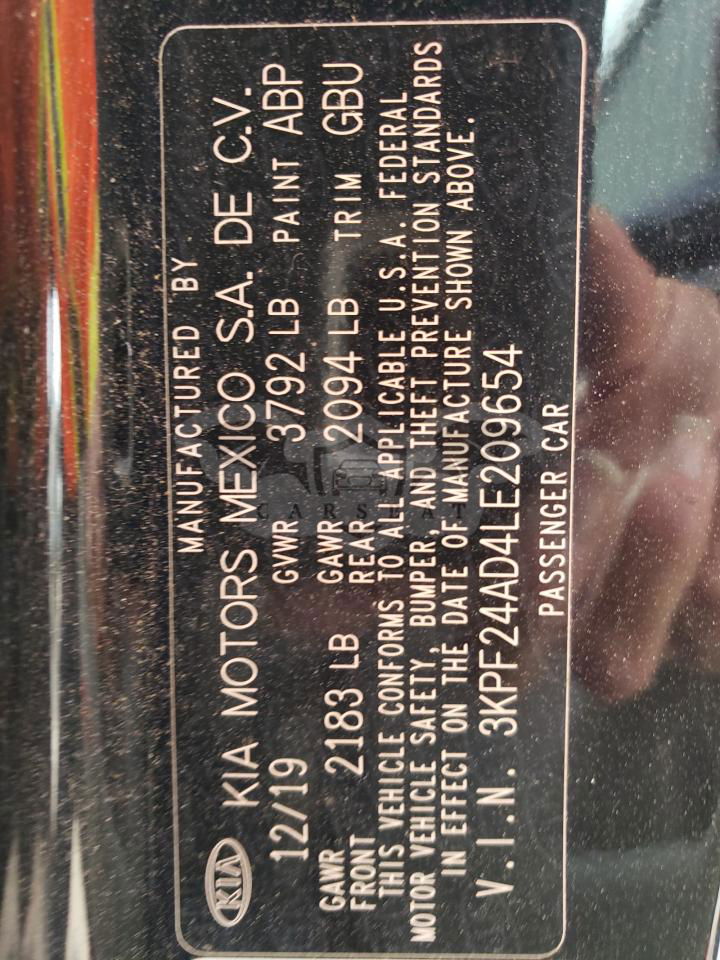 MANUFACTURED BY
KIA KIA MOTORS MEXICO S.A. DE C.V.
12/19 GVWR 3792 LB PAINT ABP
GAWR FRONT 2183 LB GAWR REAR 2094 LB TRIM GBU
THIS VEHICLE CONFORMS TO ALL APPLICABLE U.S.A. FEDERAL
MOTOR VEHICLE SAFETY, BUMPER, AND THEFT PREVENTION STANDARDS
IN EFFECT ON THE DATE OF MANUFACTURE SHOWN ABOVE.
V.I.N. 3KPF24AD4LE209654
PASSENGER CAR